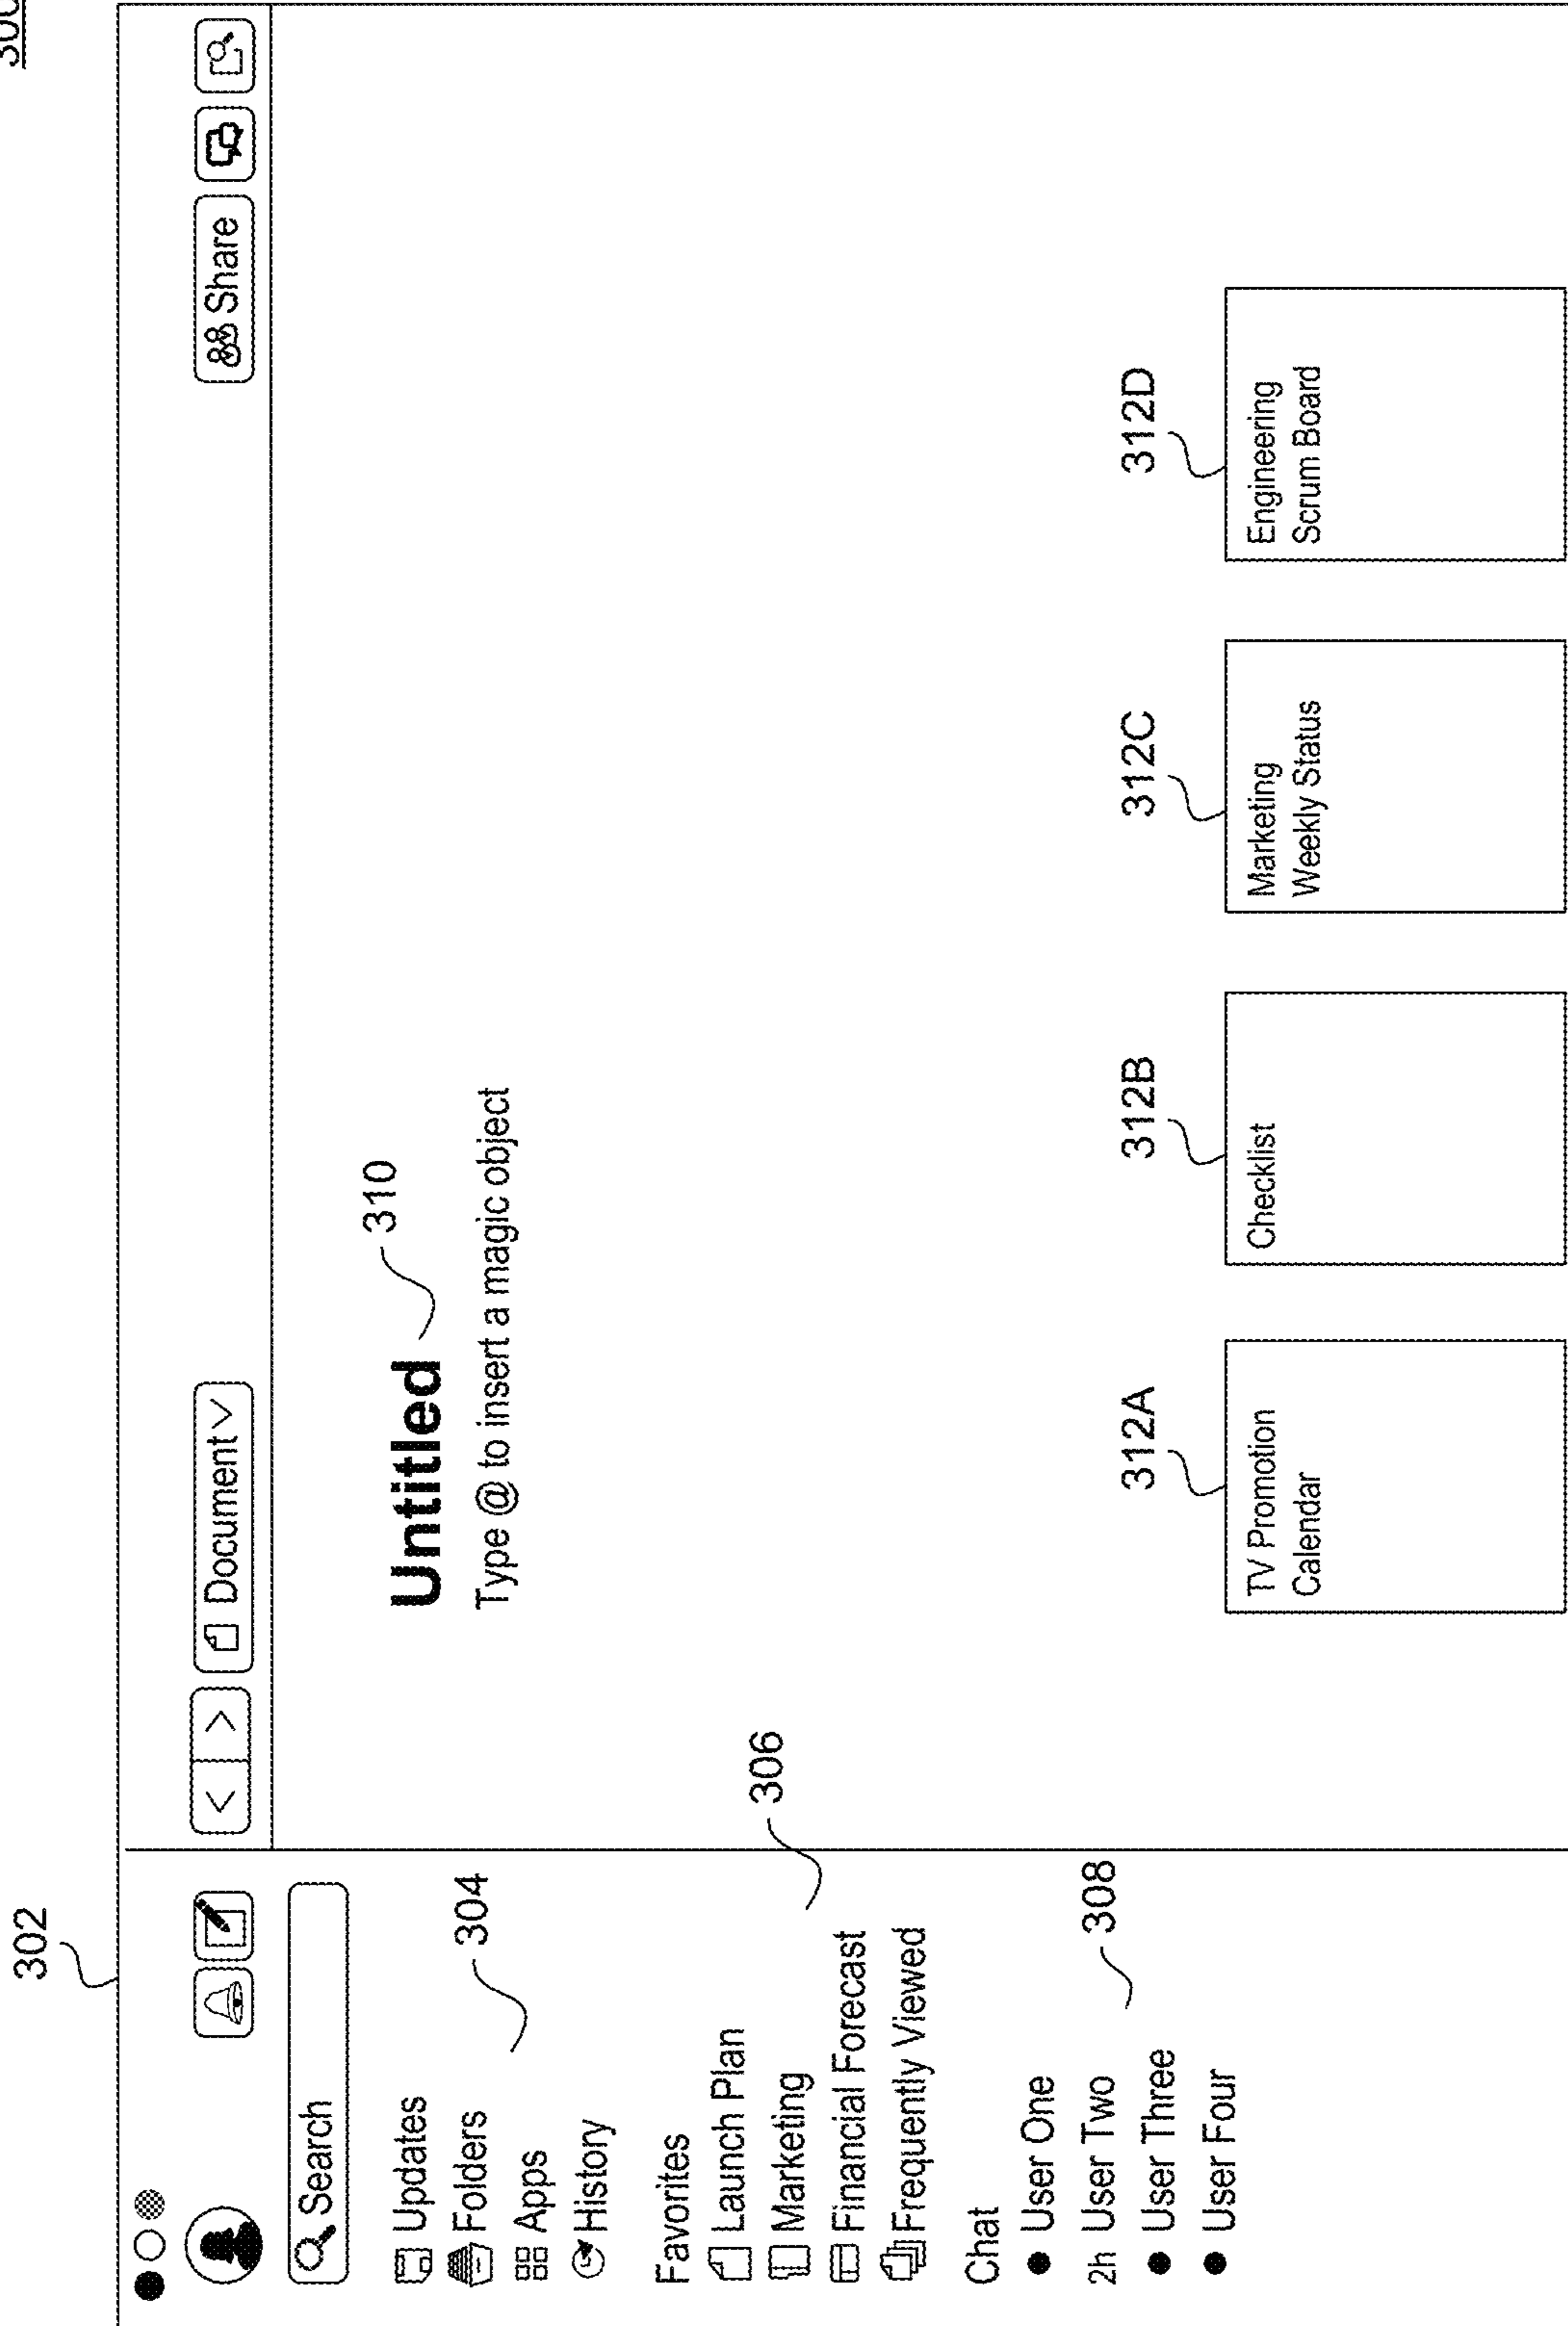 300
302
Search
Updates
Folders
Apps
History
304
Favorites
Launch Plan
Marketing
Financial Forecast
Frequently Viewed
306
Chat
User One
2h User Two
User Three
User Four
308
< >
Document
Share
Untitled
310
Type @ to insert a magic object
312A
TV Promotion
Calendar
312B
Checklist
312C
Marketing
Weekly Status
312D
Engineering
Scrum Board